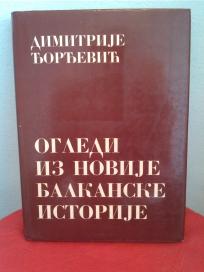 ДИМИТРИЈЕ
ЂОРЂЕВИЋ
ОГЛЕДИ
ИЗ НОВИЈЕ
БАЛКАНСКЕ
ИСТОРИЈЕ